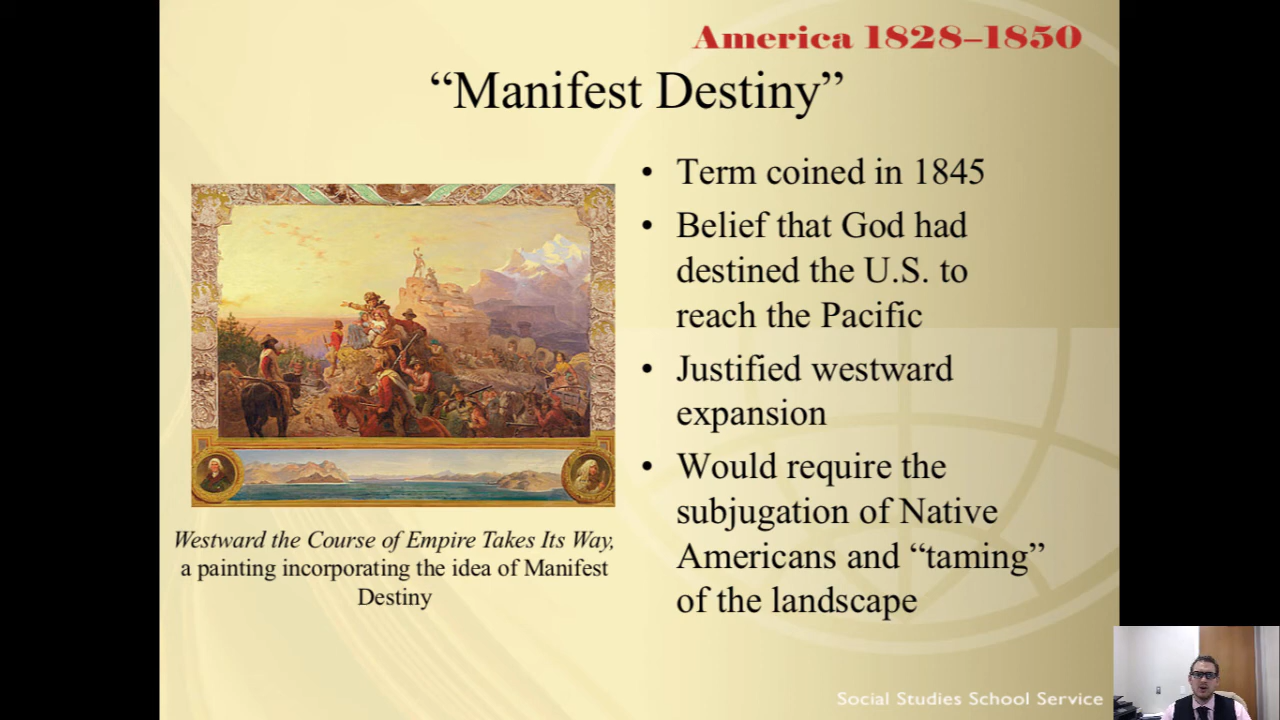 America 1828–1850
“Manifest Destiny”
• Term coined in 1845
• Belief that God had
destined the U.S. to
reach the Pacific
• Justified westward
expansion
• Would require the
subjugation of Native
Americans and “taming”
of the landscape
Westward the Course of Empire Takes Its Way,
a painting incorporating the idea of Manifest
Destiny
Social Studies School Service